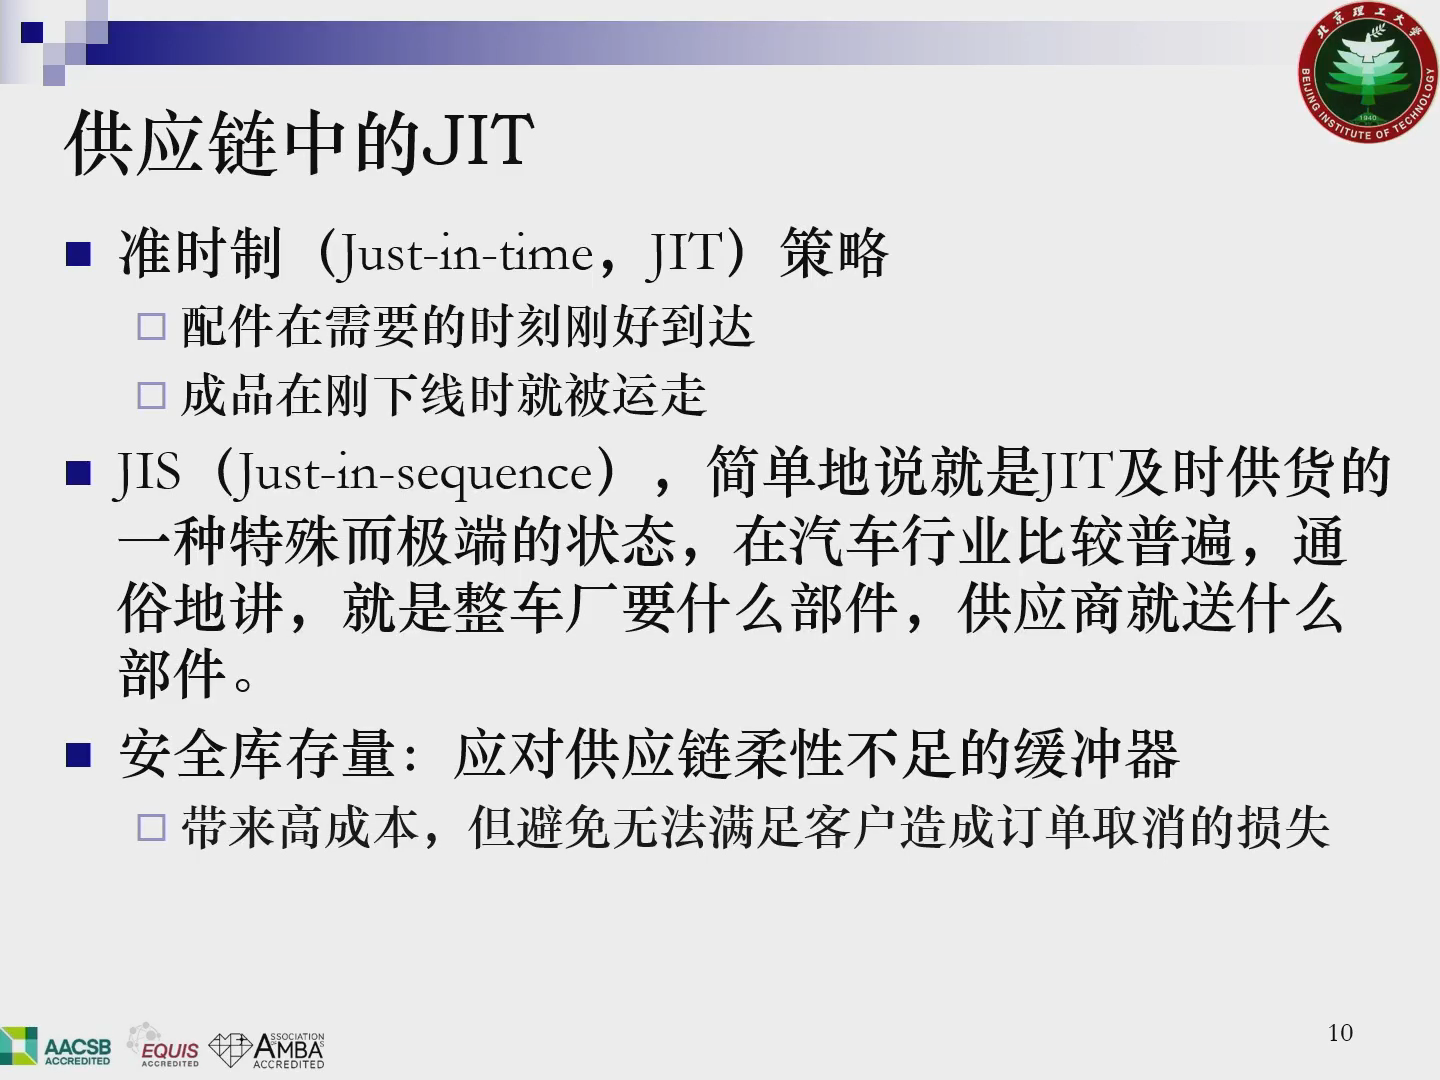 北京理工大学
BEIJING INSTITUTE OF TECHNOLOGY
1940
供应链中的JIT
准时制（Just-in-time，JIT）策略
配件在需要的时刻刚好到达
成品在刚下线时就被运走
JIS（Just-in-sequence），简单地说就是JIT及时供货的
一种特殊而极端的状态，在汽车行业比较普遍，通
俗地讲，就是整车厂要什么部件，供应商就送什么
部件。
安全库存量：应对供应链柔性不足的缓冲器
带来高成本，但避免无法满足客户造成订单取消的损失
AACSB
ACCREDITED
EQUIS
ACCREDITED
ASSOCIATION
OF
AMBAs
ACCREDITED
10